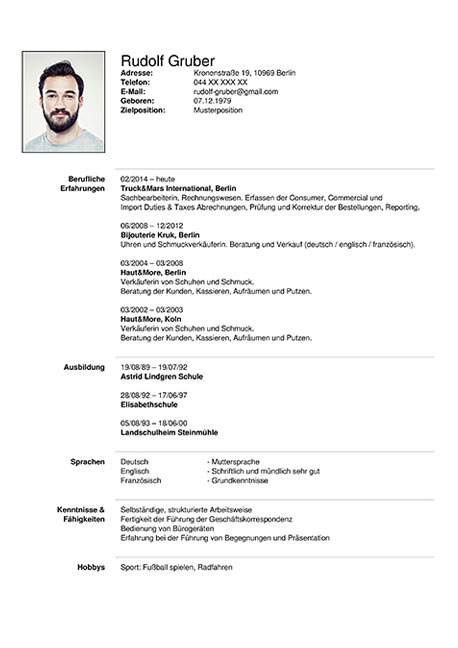 Rudolf Gruber
Adresse: Kronenstraße 19, 10969 Berlin
Telefon: 044 XX XXX XX
E-Mail: rudolf-gruber@gmail.com
Geboren: 07.12.1979
Zielposition: Musterposition
Berufliche Erfahrungen
02/2014 – heute
Truck&Mars International, Berlin
Sachbearbeiterin, Rechnungswesen. Erfassen der Consumer, Commercial und
Import Duties & Taxes Abrechnungen, Prüfung und Korrektur der Bestellungen, Reporting.
06/2008 – 12/2012
Bijouterie Kruk, Berlin
Uhren und Schmuckverkäuferin. Beratung und Verkauf (deutsch / englisch / französisch).
03/2004 – 03/2008
Haut&More, Berlin
Verkäuferin von Schuhen und Schmuck.
Beratung der Kunden, Kassieren, Aufräumen und Putzen.
03/2002 – 03/2003
Haut&More, Koln
Verkäuferin von Schuhen und Schmuck.
Beratung der Kunden, Kassieren, Aufräumen und Putzen.
Ausbildung
19/08/89 – 19/07/92
Astrid Lindgren Schule
28/08/92 – 17/06/97
Elisabethschule
05/08/93 – 18/06/00
Landschulheim Steinmühle
Sprachen
Deutsch - Muttersprache
Englisch - Schriftlich und mündlich sehr gut
Französisch - Grundkenntnisse
Kenntnisse & Fähigkeiten
Selbständige, strukturierte Arbeitsweise
Fertigkeit der Führung der Geschäftskorrespondenz
Bedienung von Bürogeräten
Erfahrung bei der Führung von Begegnungen und Präsentation
Hobbys
Sport: Fußball spielen, Radfahren